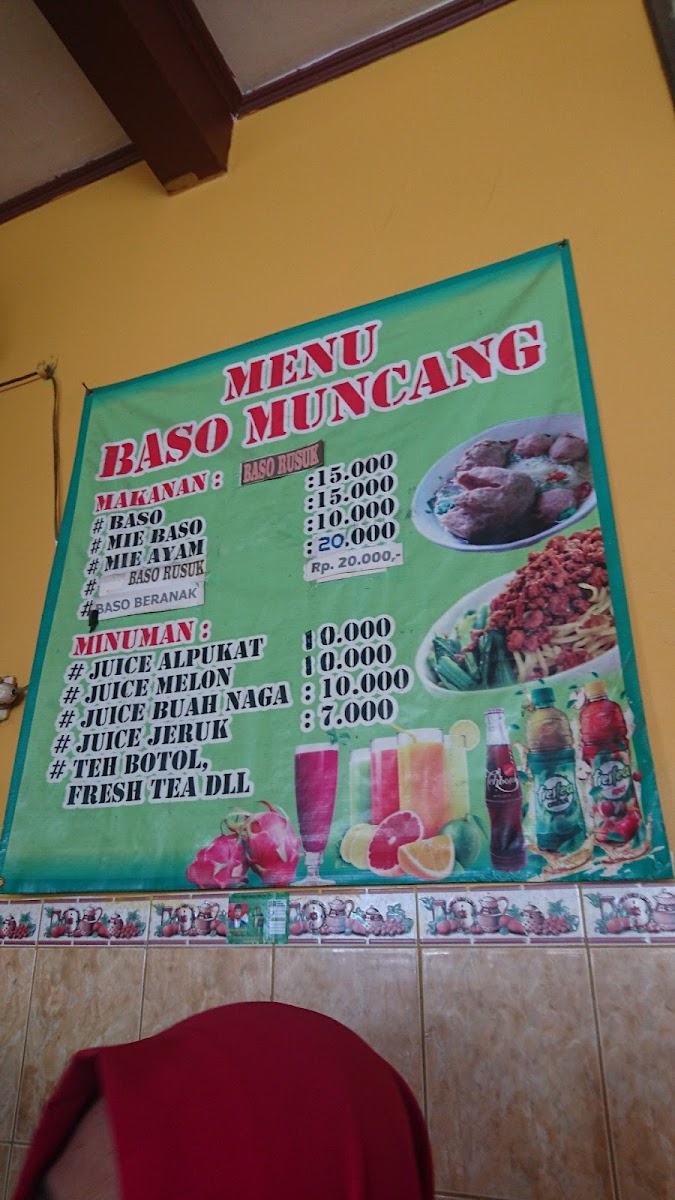 MENU
BASO MUNCANG
MAKANAN : BASO RUSUK
# BASO :15.000
# MIE BASO :15.000
# MIE AYAM :10.000
# BASO RUSUK :20.000
# BASO BERANAK Rp. 20.000,-
MINUMAN :
# JUICE ALPUKAT 10.000
# JUICE MELON 10.000
# JUICE BUAH NAGA : 10.000
# JUICE JERUK : 7.000
# TEH BOTOL,
FRESH TEA DLL